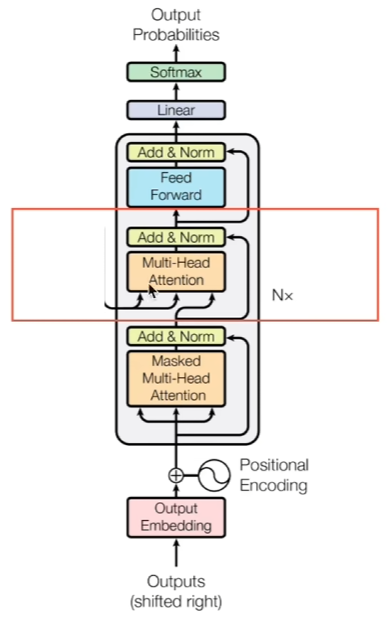 Output
Probabilities
Softmax
Linear
Add & Norm
Feed
Forward
Add & Norm
Multi-Head
Attention
N×
Add & Norm
Masked
Multi-Head
Attention
Positional
Encoding
Output
Embedding
Outputs
(shifted right)